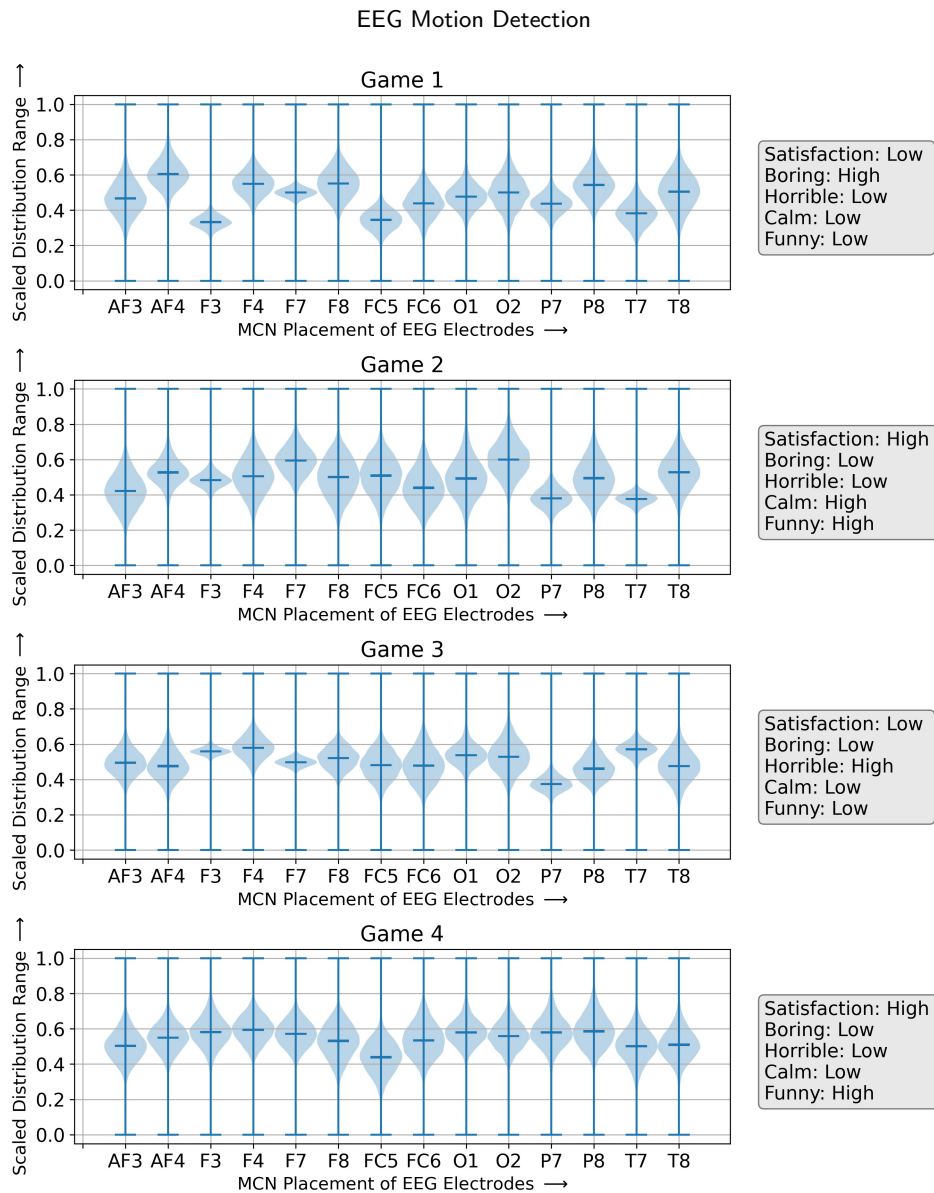 EEG Motion Detection
Game 1
Scaled Distribution Range ⟶
1.0
0.8
0.6
0.4
0.2
0.0
AF3 AF4 F3 F4 F7 F8 FC5 FC6 O1 O2 P7 P8 T7 T8
MCN Placement of EEG Electrodes ⟶
Satisfaction: Low
Boring: High
Horrible: Low
Calm: Low
Funny: Low
Game 2
Scaled Distribution Range ⟶
1.0
0.8
0.6
0.4
0.2
0.0
AF3 AF4 F3 F4 F7 F8 FC5 FC6 O1 O2 P7 P8 T7 T8
MCN Placement of EEG Electrodes ⟶
Satisfaction: High
Boring: Low
Horrible: Low
Calm: High
Funny: High
Game 3
Scaled Distribution Range ⟶
1.0
0.8
0.6
0.4
0.2
0.0
AF3 AF4 F3 F4 F7 F8 FC5 FC6 O1 O2 P7 P8 T7 T8
MCN Placement of EEG Electrodes ⟶
Satisfaction: Low
Boring: Low
Horrible: High
Calm: Low
Funny: Low
Game 4
Scaled Distribution Range ⟶
1.0
0.8
0.6
0.4
0.2
0.0
AF3 AF4 F3 F4 F7 F8 FC5 FC6 O1 O2 P7 P8 T7 T8
MCN Placement of EEG Electrodes ⟶
Satisfaction: High
Boring: Low
Horrible: Low
Calm: Low
Funny: High